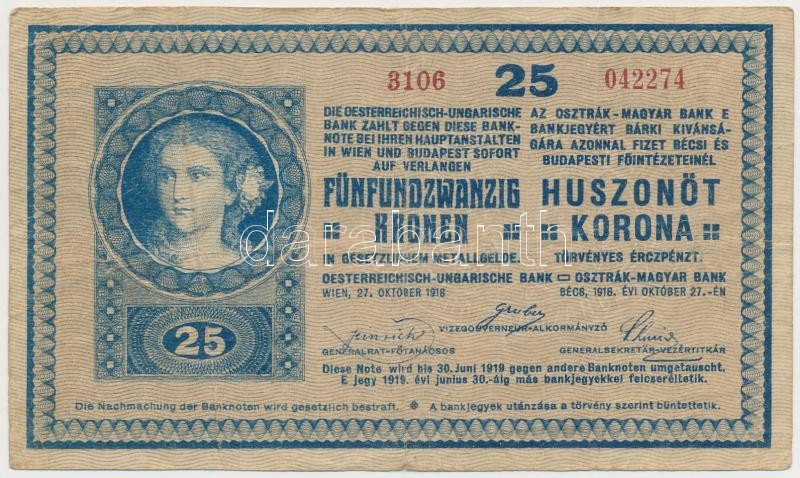 3106 25 042274
DIE OESTERREICHISCH-UNGARISCHE
BANK ZAHLT GEGEN DIESE BANK-
NOTE BEI IHREN HAUPTANSTALTEN
IN WIEN UND BUDAPEST SOFORT
AUF VERLANGEN
FÜNFUNDZWANZIG
KRONEN
IN GESETZLICHEM METALLGELDE.
AZ OSZTRÁK-MAGYAR BANK E
BANKJEGYÉRT BÁRKI KIVÁNSÁ-
GÁRA AZONNAL FIZET BÉCSI ÉS
BUDAPESTI FŐINTÉZETEINÉL
HUSZONÖT
KORONA
TÖRVÉNYES ÉRCZPÉNZT.
OESTERREICHISCH-UNGARISCHE BANK OSZTRÁK-MAGYAR BANK
WIEN, 27. OKTOBER 1918 BÉCS, 1918. ÉVI OKTÓBER 27.-ÉN
Gruber
VIZEGOUVERNEUR-ALKORMÁNYZÓ
GENERALRAT-FŐTANÁCSOS GENERALSEKRETÄR-VEZÉRTITKÁR
Diese Note wird bis 30. Juni 1919 gegen andere Banknoten umgetauscht.
E jegy 1919. évi junius 30.-áig más bankjegyekkel felcseréltetik.
25
Die Nachmachung der Banknoten wird gesetzlich bestraft. A bankjegyek utánzása a törvény szerint büntettetik.
darabanth